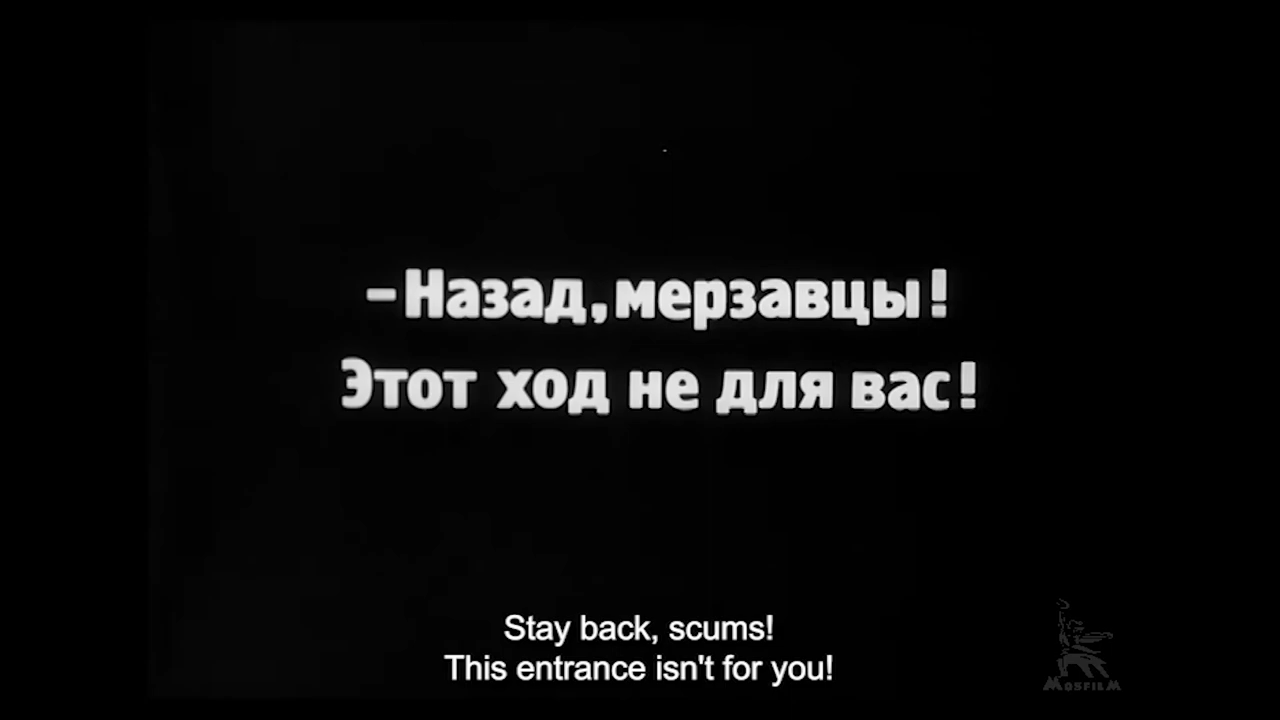 –Назад, мерзавцы!
Этот ход не для вас!
Stay back, scums!
This entrance isn't for you!
MOSFILM